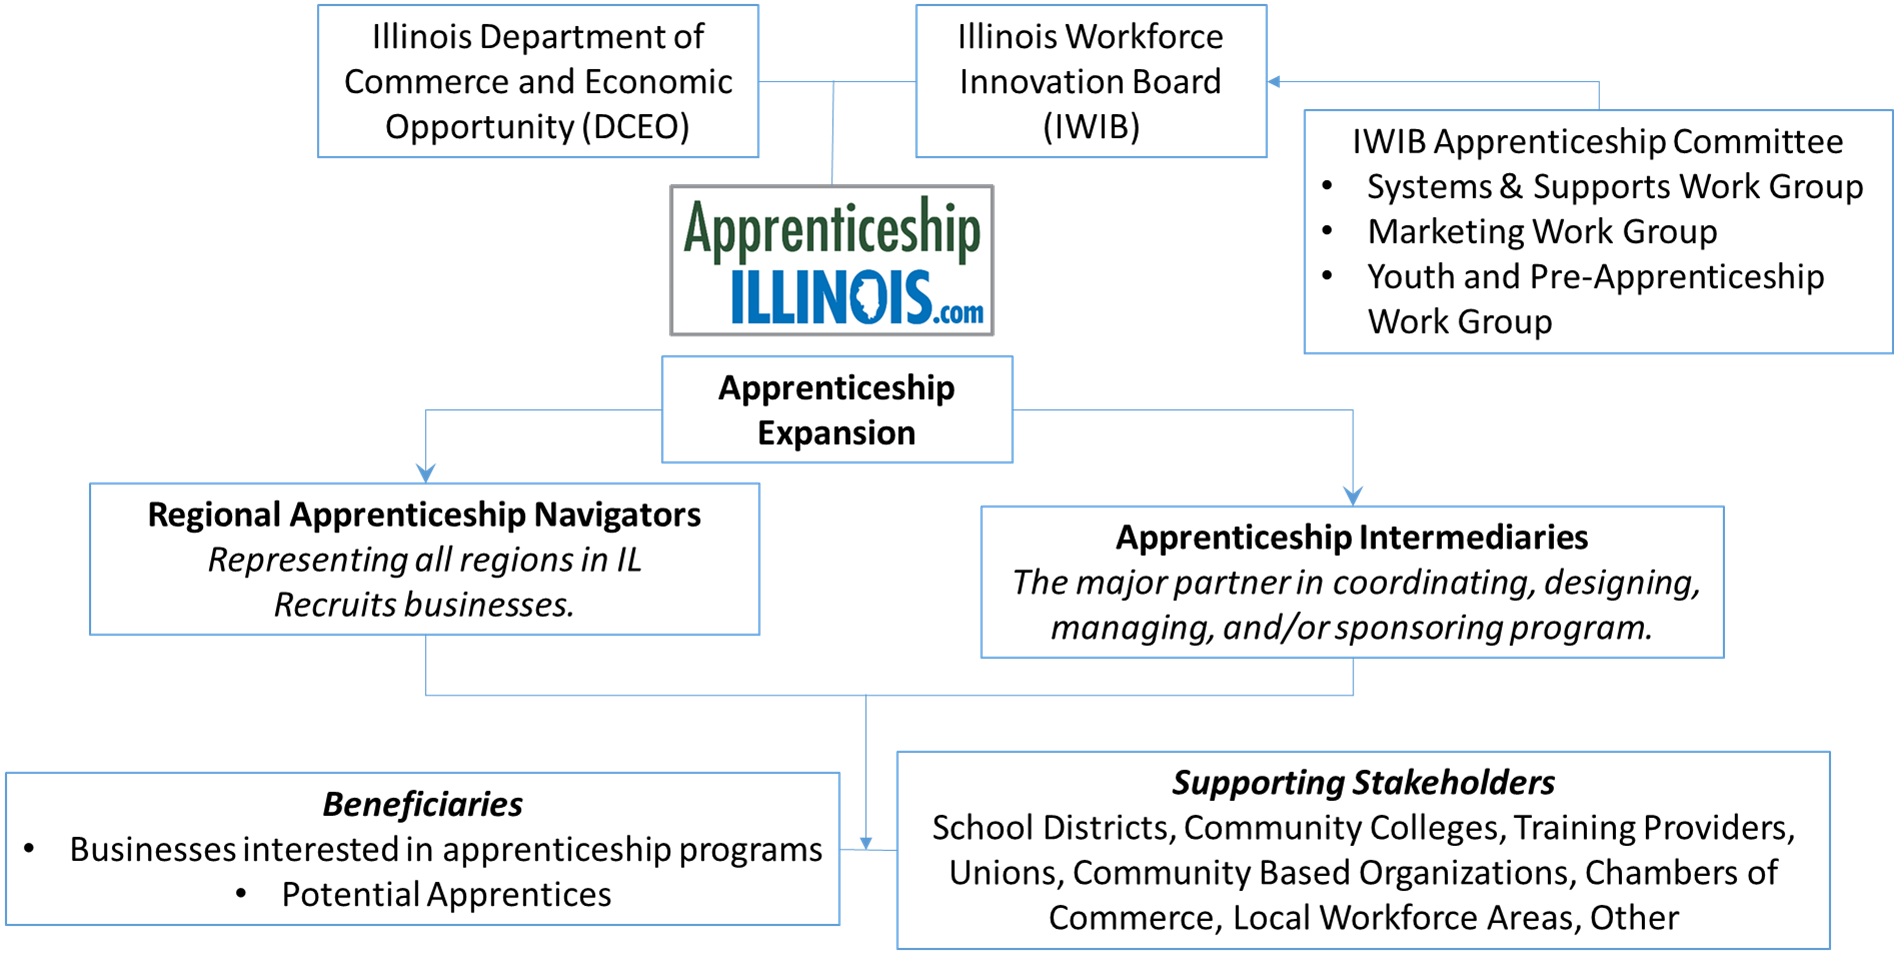 Illinois Department of
Commerce and Economic
Opportunity (DCEO)
Illinois Workforce
Innovation Board
(IWIB)
IWIB Apprenticeship Committee
• Systems & Supports Work Group
• Marketing Work Group
• Youth and Pre-Apprenticeship
Work Group
Apprenticeship
ILLINOIS.com
Apprenticeship
Expansion
Regional Apprenticeship Navigators
Representing all regions in IL
Recruits businesses.
Apprenticeship Intermediaries
The major partner in coordinating, designing,
managing, and/or sponsoring program.
Beneficiaries
• Businesses interested in apprenticeship programs
• Potential Apprentices
Supporting Stakeholders
School Districts, Community Colleges, Training Providers,
Unions, Community Based Organizations, Chambers of
Commerce, Local Workforce Areas, Other